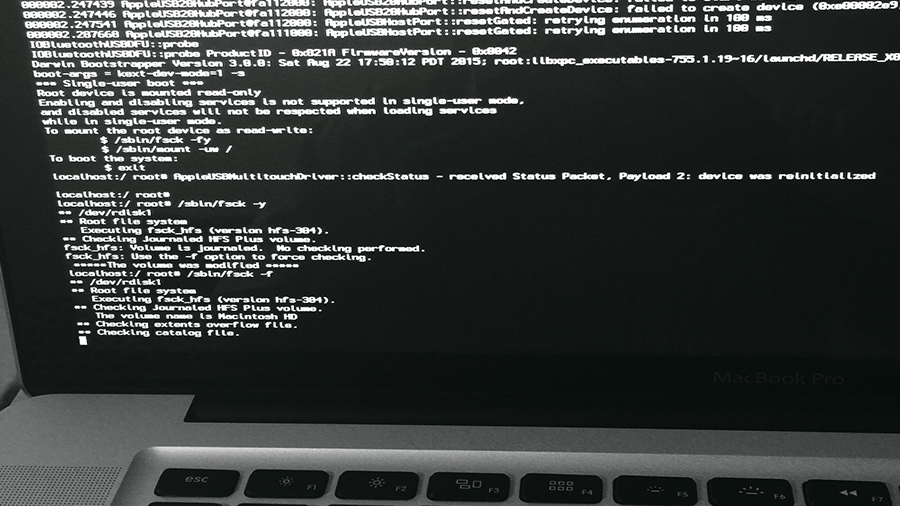 000002.247439 AppleUSB20HubPort@fa112000: AppleUSB20HubPort::resetAndCreateDevice: failed to
000002.247446 AppleUSB20HubPort@fa112000: AppleUSB20HubPort::resetAndCreateDevice: failed to create device (0xe00002e9)
000002.247541 AppleUSB20HubPort@fa112000: AppleUSBHostPort::resetGated: retrying enumeration in 100 ms
000002.287668 AppleUSB20HubPort@fa111000: AppleUSBHostPort::resetGated: retrying enumeration in 100 ms
IOBluetoothUSBDFU::probe
IOBluetoothUSBDFU::probe ProductID - 0x821A FirmwareVersion - 0x0042
Darwin Bootstrapper Version 3.0.0: Sat Aug 22 17:50:12 PDT 2015; root:libxpc_executables-755.1.19~16/launchd/RELEASE_X8
boot-args = kext-dev-mode=1 -s
*** Single-user boot ***
Root device is mounted read-only
Enabling and disabling services is not supported in single-user mode,
and disabled services will not be respected when loading services
while in single-user mode.
To mount the root device as read-write:
$ /sbin/fsck -fy
$ /sbin/mount -uw /
To boot the system:
$ exit
localhost:/ root# AppleUSBMultitouchDriver::checkStatus - received Status Packet, Payload 2: device was reinitialized
localhost:/ root#
localhost:/ root# /sbin/fsck -y
** /dev/rdisk1
** Root file system
Executing fsck_hfs (version hfs-304).
** Checking Journaled HFS Plus volume.
fsck_hfs: Volume is journaled. No checking performed.
fsck_hfs: Use the -f option to force checking.
*****The volume was modified *****
localhost:/ root# /sbin/fsck -f
** /dev/rdisk1
** Root file system
Executing fsck_hfs (version hfs-304).
** Checking Journaled HFS Plus volume.
The volume name is Macintosh HD
** Checking extents overflow file.
** Checking catalog file.
MacBook Pro
esc F1 F2 F3 F4 F5 F6 F7